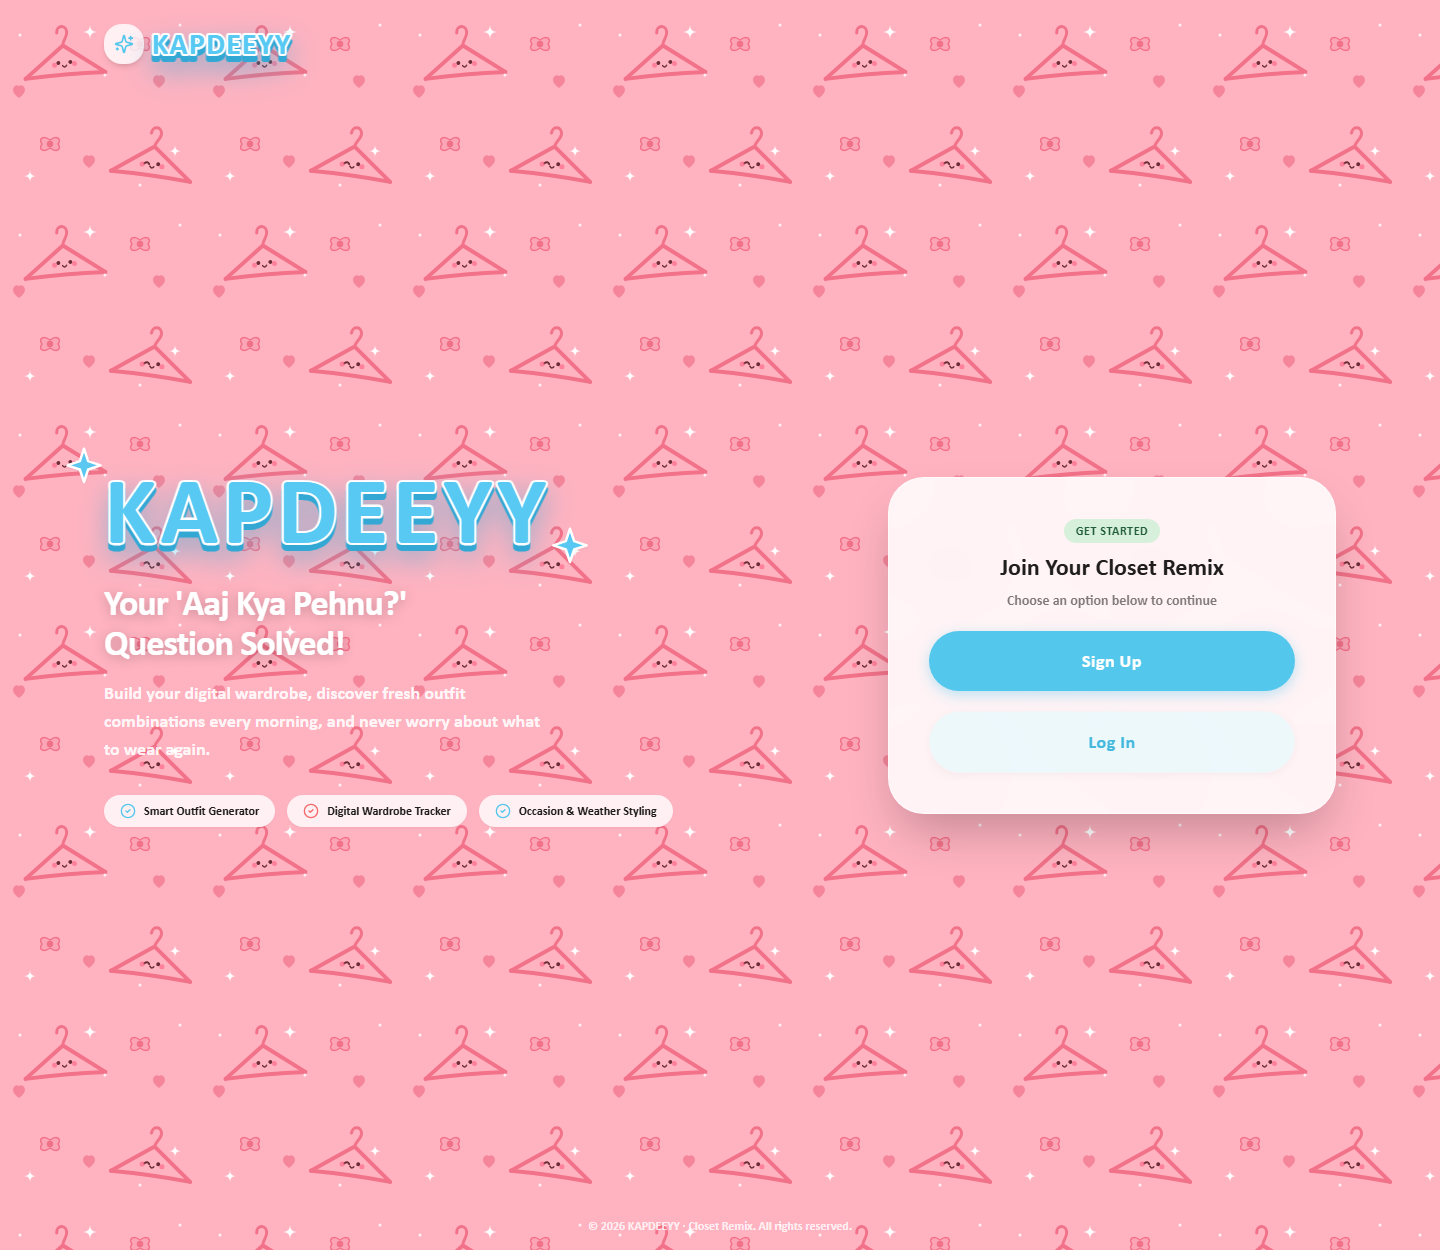 KAPDEEYY
KAPDEEYY
Your 'Aaj Kya Pehnu?'
Question Solved!
Build your digital wardrobe, discover fresh outfit
combinations every morning, and never worry about what
to wear again.
Smart Outfit Generator
Digital Wardrobe Tracker
Occasion & Weather Styling
GET STARTED
Join Your Closet Remix
Choose an option below to continue
Sign Up
Log In
© 2026 KAPDEEYY · Closet Remix. All rights reserved.